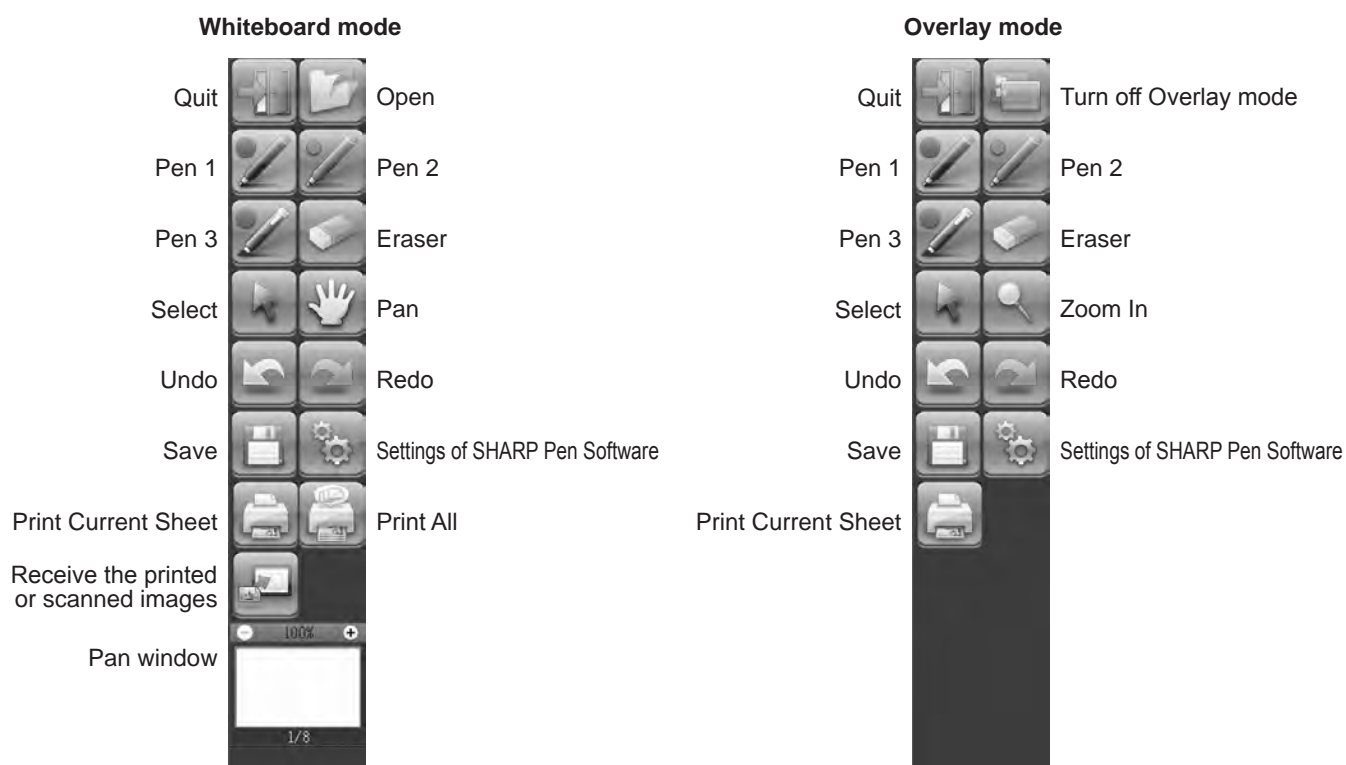 Whiteboard mode
Quit
Open
Pen 1
Pen 2
Pen 3
Eraser
Select
Pan
Undo
Redo
Save
Settings of SHARP Pen Software
Print Current Sheet
Print All
Receive the printed
or scanned images
100%
Pan window
1/8
Overlay mode
Quit
Turn off Overlay mode
Pen 1
Pen 2
Pen 3
Eraser
Select
Zoom In
Undo
Redo
Save
Settings of SHARP Pen Software
Print Current Sheet